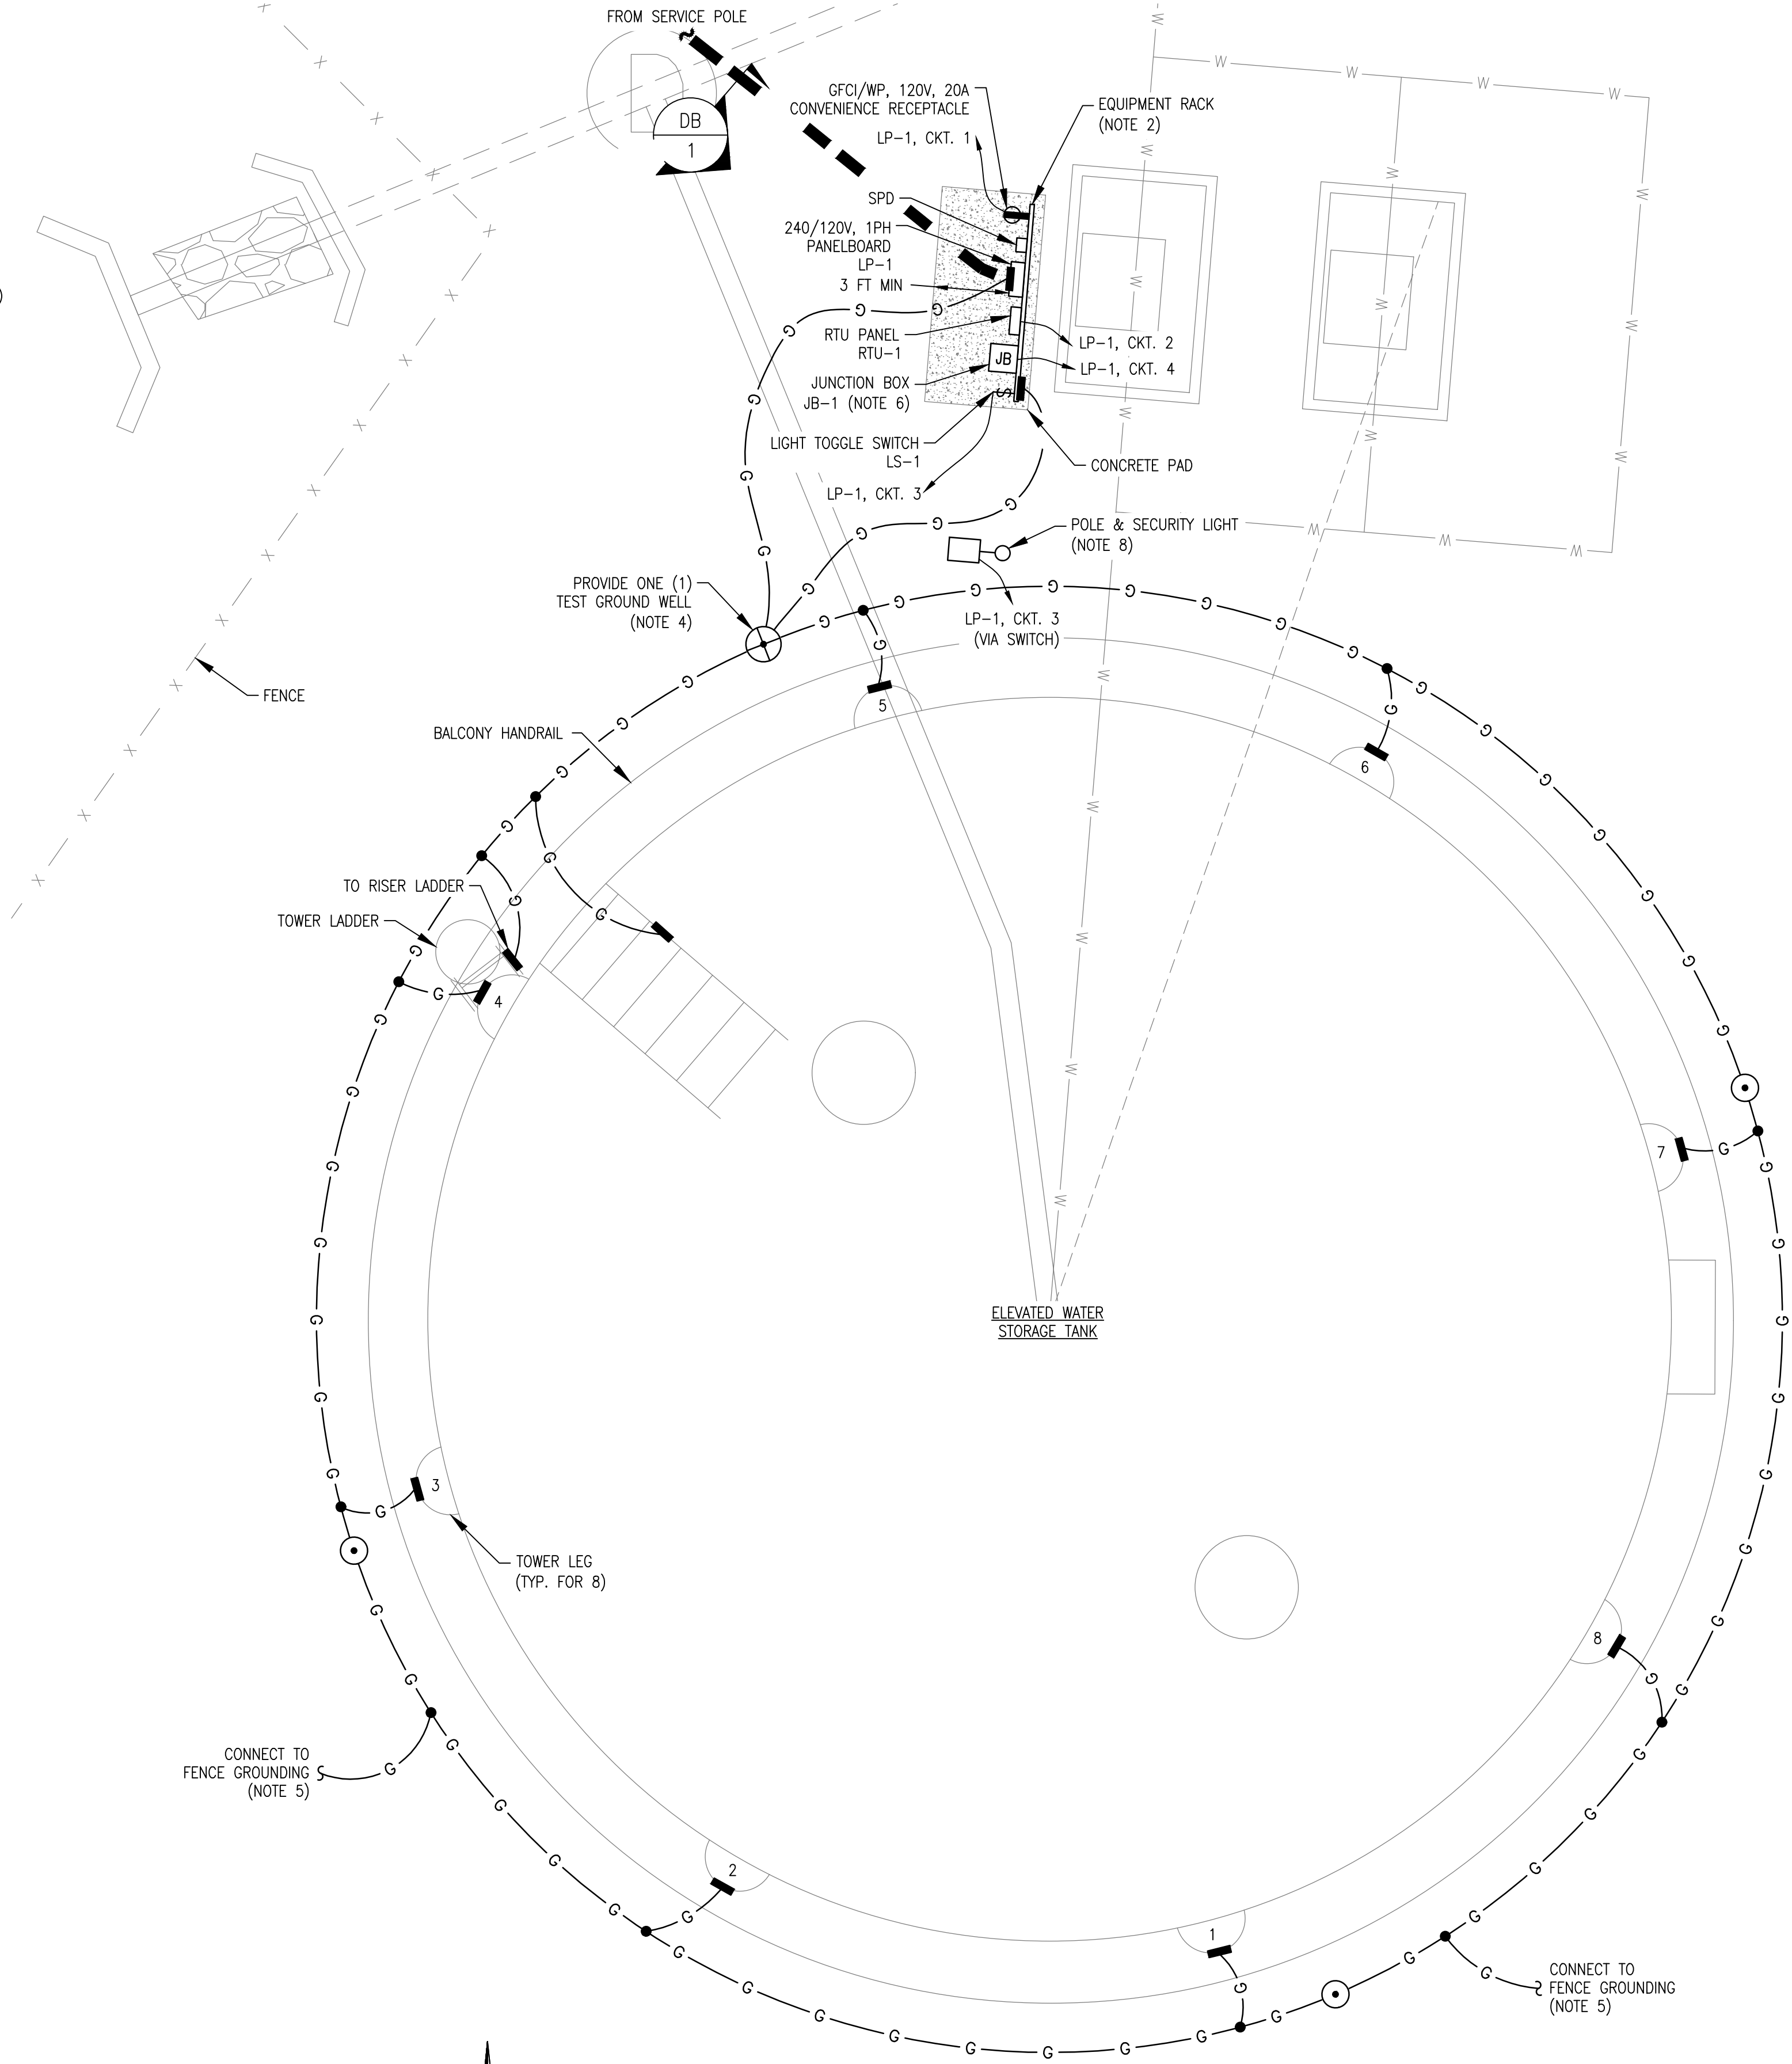 FROM SERVICE POLE
DB
1
GFCI/WP, 120V, 20A
CONVENIENCE RECEPTACLE
LP-1, CKT. 1
EQUIPMENT RACK
(NOTE 2)
SPD
240/120V, 1PH
PANELBOARD
LP-1
3 FT MIN
RTU PANEL
RTU-1
LP-1, CKT. 2
JB
LP-1, CKT. 4
JUNCTION BOX
JB-1 (NOTE 6)
S
LIGHT TOGGLE SWITCH
LS-1
CONCRETE PAD
LP-1, CKT. 3
POLE & SECURITY LIGHT
(NOTE 8)
PROVIDE ONE (1)
TEST GROUND WELL
(NOTE 4)
LP-1, CKT. 3
(VIA SWITCH)
FENCE
BALCONY HANDRAIL
5
6
TO RISER LADDER
TOWER LADDER
4
7
ELEVATED WATER
STORAGE TANK
3
TOWER LEG
(TYP. FOR 8)
8
CONNECT TO
FENCE GROUNDING
(NOTE 5)
2
1
CONNECT TO
FENCE GROUNDING
(NOTE 5)